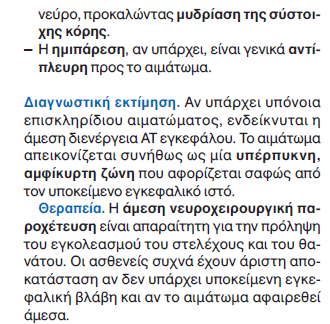 νεύρο, προκαλώντας μυδρίαση της σύστοι-
χης κόρης.
– Η ημιπάρεση, αν υπάρχει, είναι γενικά αντί-
πλευρη προς το αιμάτωμα.
Διαγνωστική εκτίμηση. Αν υπάρχει υπόνοια
επισκληρίδιου αιματώματος, ενδείκνυται η
άμεση διενέργεια ΑΤ εγκεφάλου. Το αιμάτωμα
απεικονίζεται συνήθως ως μία υπέρπυκνη,
αμφίκυρτη ζώνη που αφορίζεται σαφώς από
τον υποκείμενο εγκεφαλικό ιστό.
Θεραπεία. Η άμεση νευροχειρουργική πα-
ροχέτευση είναι απαραίτητη για την πρόληψη
του εγκολεασμού του στελέχους και του θα-
νάτου. Οι ασθενείς συχνά έχουν άριστη απο-
κατάσταση αν δεν υπάρχει υποκείμενη εγκε-
φαλική βλάβη και αν το αιμάτωμα αφαιρεθεί
άμεσα.